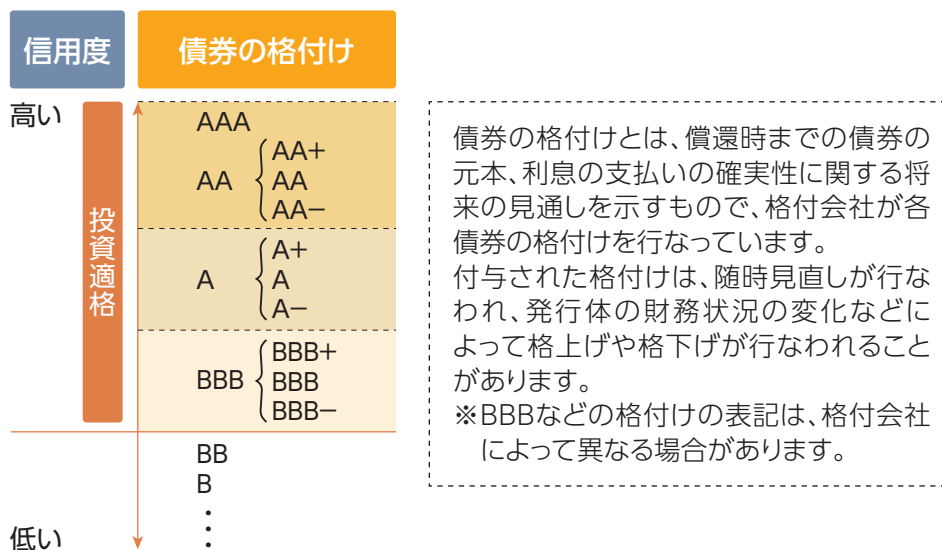 信用度
債券の格付け
高い
投資適格
AAA
AA
AA+
AA
AA−
A
A+
A
A−
BBB
BBB+
BBB
BBB−
BB
B
低い
債券の格付けとは、償還時までの債券の
元本、利息の支払いの確実性に関する将
来の見通しを示すもので、格付会社が各
債券の格付けを行なっています。
付与された格付けは、随時見直しが行な
われ、発行体の財務状況の変化などに
よって格上げや格下げが行なわれること
があります。
※BBBなどの格付けの表記は、格付会社
によって異なる場合があります。